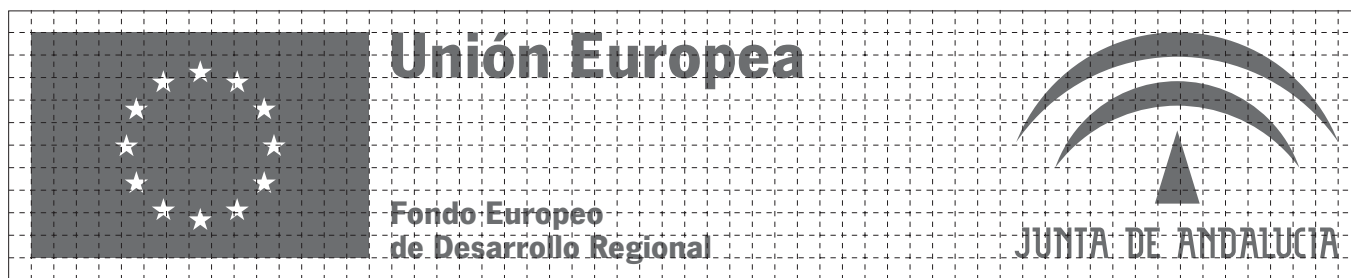 Unión Europea
Fondo Europeo
de Desarrollo Regional
JUNTA DE ANDALUCIA